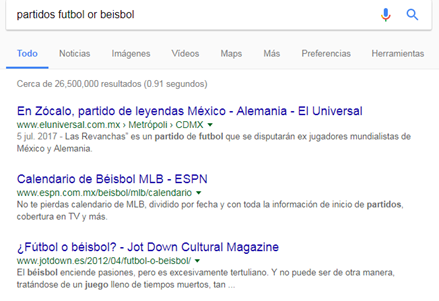 partidos futbol or beisbol
Todo Noticias Imágenes Vídeos Maps Más Preferencias Herramientas
Cerca de 26,500,000 resultados (0.91 segundos)
En Zócalo, partido de leyendas México - Alemania - El Universal
www.eluniversal.com.mx › Metrópoli › CDMX
5 jul. 2017 - Las Revanchas" es un partido de futbol que se disputarán ex jugadores mundialistas de
México y Alemania.
Calendario de Béisbol MLB - ESPN
www.espn.com.mx/beisbol/mlb/calendario
No te pierdas calendario de MLB, dividido por fecha y con toda la información de inicio de partidos,
cobertura en TV y más.
¿Fútbol o béisbol? - Jot Down Cultural Magazine
www.jotdown.es/2012/04/futbol-o-beisbol/
El béisbol enciende pasiones, pero es excesivamente tertuliano. Y no puede ser de otra manera,
tratándose de un juego lleno de tiempos muertos, tan ...